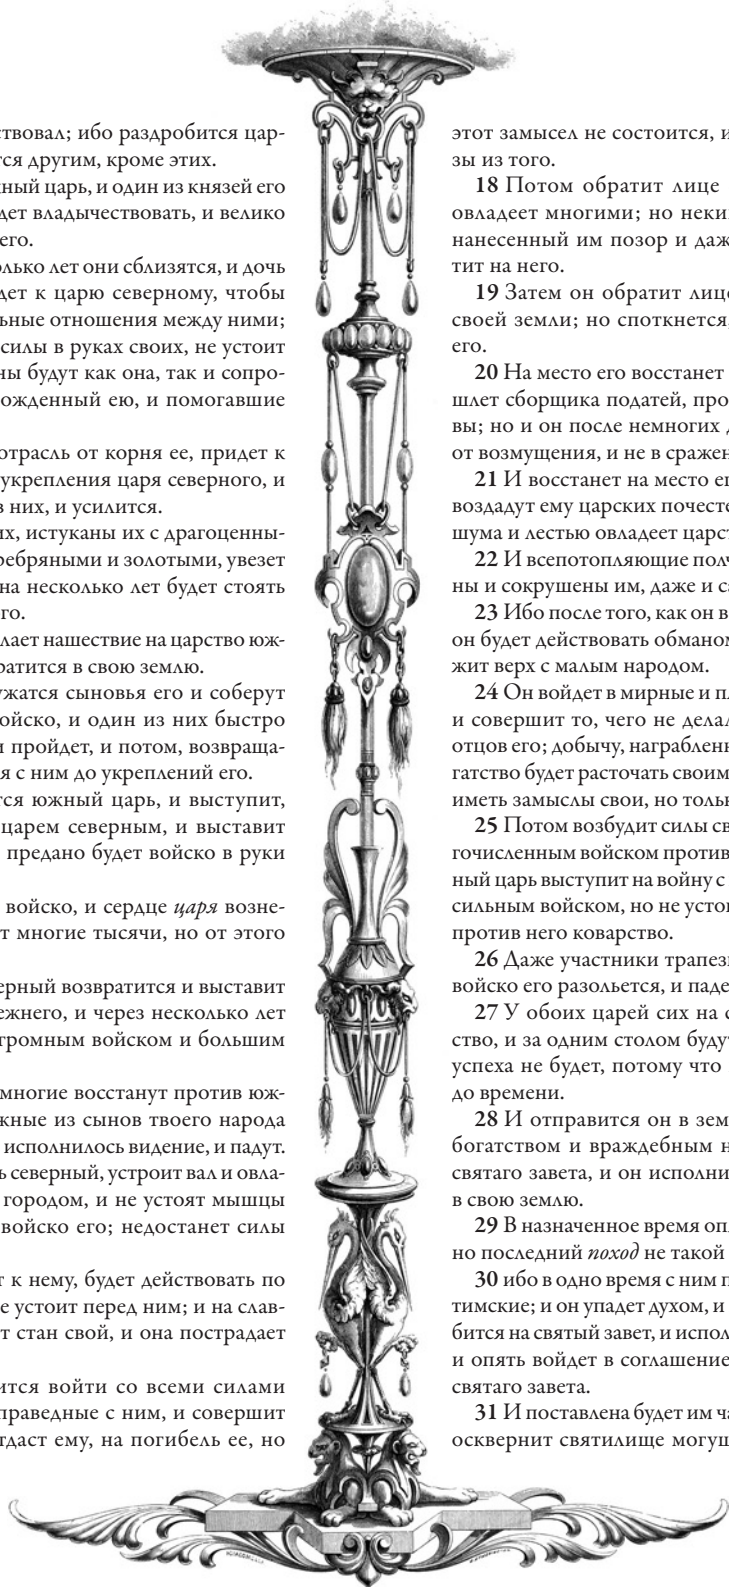 ствовал; ибо раздробится цар-
тся другим, кроме этих.
ный царь, и один из князей его
дет владычествовать, и велико
его.
олько лет они сблизятся, и дочь
дет к царю северному, чтобы
льные отношения между ними;
силы в руках своих, не устоит
ны будут как она, так и сопро-
ожденный ею, и помогавшие
отрасль от корня ее, придет к
укрепления царя северного, и
в них, и усилится.
их, истуканы их с драгоценны-
ребряными и золотыми, увезет
на несколько лет будет стоять
го.
лает нашествие на царство юж-
ратится в свою землю.
ужатся сыновья его и соберут
ойско, и один из них быстро
и пройдет, и потом, возвраща-
я с ним до укреплений его.
тся южный царь, и выступит,
царем северным, и выставит
предано будет войско в руки
войско, и сердце царя возне-
т многие тысячи, но от этого
ерный возвратится и выставит
ежнего, и через несколько лет
громным войском и большим
многие восстанут против юж-
жные из сынов твоего народа
исполнилось видение, и падут.
ь северный, устроит вал и овла-
городом, и не устоят мышцы
войско его; недостанет силы
т к нему, будет действовать по
е устоит перед ним; и на слав-
т стан свой, и она пострадает
ится войти со всеми силами
праведные с ним, и совершит
тдаст ему, на погибель ее, но
этот замысел не состоится, и
зы из того.
18 Потом обратит лице
овладеет многими; но неки
нанесенный им позор и даж
тит на него.
19 Затем он обратит лице
своей земли; но споткнется,
его.
20 На место его восстанет
шлет сборщика податей, про
вы; но и он после немногих д
от возмущения, и не в сражен
21 И восстанет на место ег
воздадут ему царских почесте
шума и лестью овладеет царст
22 И всепотопляющие полч
ны и сокрушены им, даже и са
23 Ибо после того, как он в
он будет действовать обманом
жит верх с малым народом.
24 Он войдет в мирные и пл
и совершит то, чего не делал
отцов его; добычу, награбленн
гатство будет расточать своим
иметь замыслы свои, но тольк
25 Потом возбудит силы св
гочисленным войском против
ный царь выступит на войну с
сильным войском, но не усто
против него коварство.
26 Даже участники трапез
войско его разольется, и паде
27 У обоих царей сих на с
ство, и за одним столом буду
успеха не будет, потому что
до времени.
28 И отправится он в зем
богатством и враждебным н
святаго завета, и он исполни
в свою землю.
29 В назначенное время оп
но последний поход не такой
30 ибо в одно время с ним п
тимские; и он упадет духом, и
бится на святый завет, и испол
и опять войдет в соглашение
святаго завета.
31 И поставлена будет им ча
осквернит святилище могущ